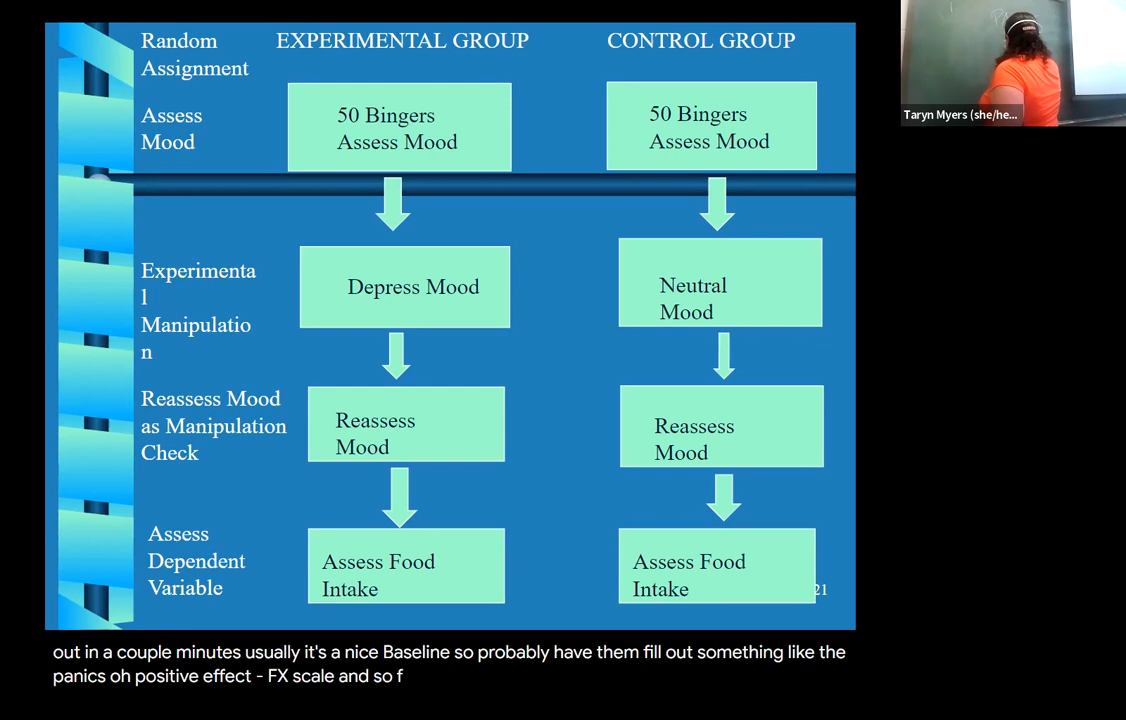 Random
Assignment
EXPERIMENTAL GROUP
CONTROL GROUP
Assess
Mood
50 Bingers
Assess Mood
50 Bingers
Assess Mood
Experimenta
l
Manipulatio
n
Depress Mood
Neutral
Mood
Reassess Mood
as Manipulation
Check
Reassess
Mood
Reassess
Mood
Assess
Dependent
Variable
Assess Food
Intake
Assess Food
Intake
21
Taryn Myers (she/he...
out in a couple minutes usually it's a nice Baseline so probably have them fill out something like the
panics oh positive effect - FX scale and so f